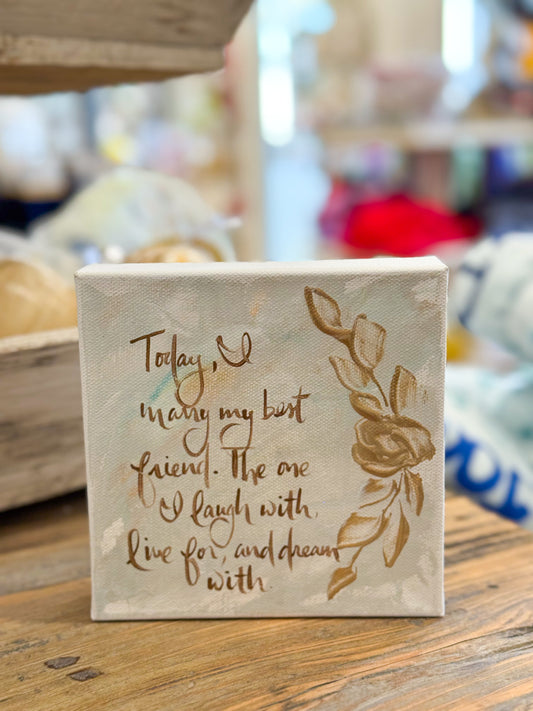 Today, I
marry my best
friend. The one
I laugh with,
live for, and dream
with.